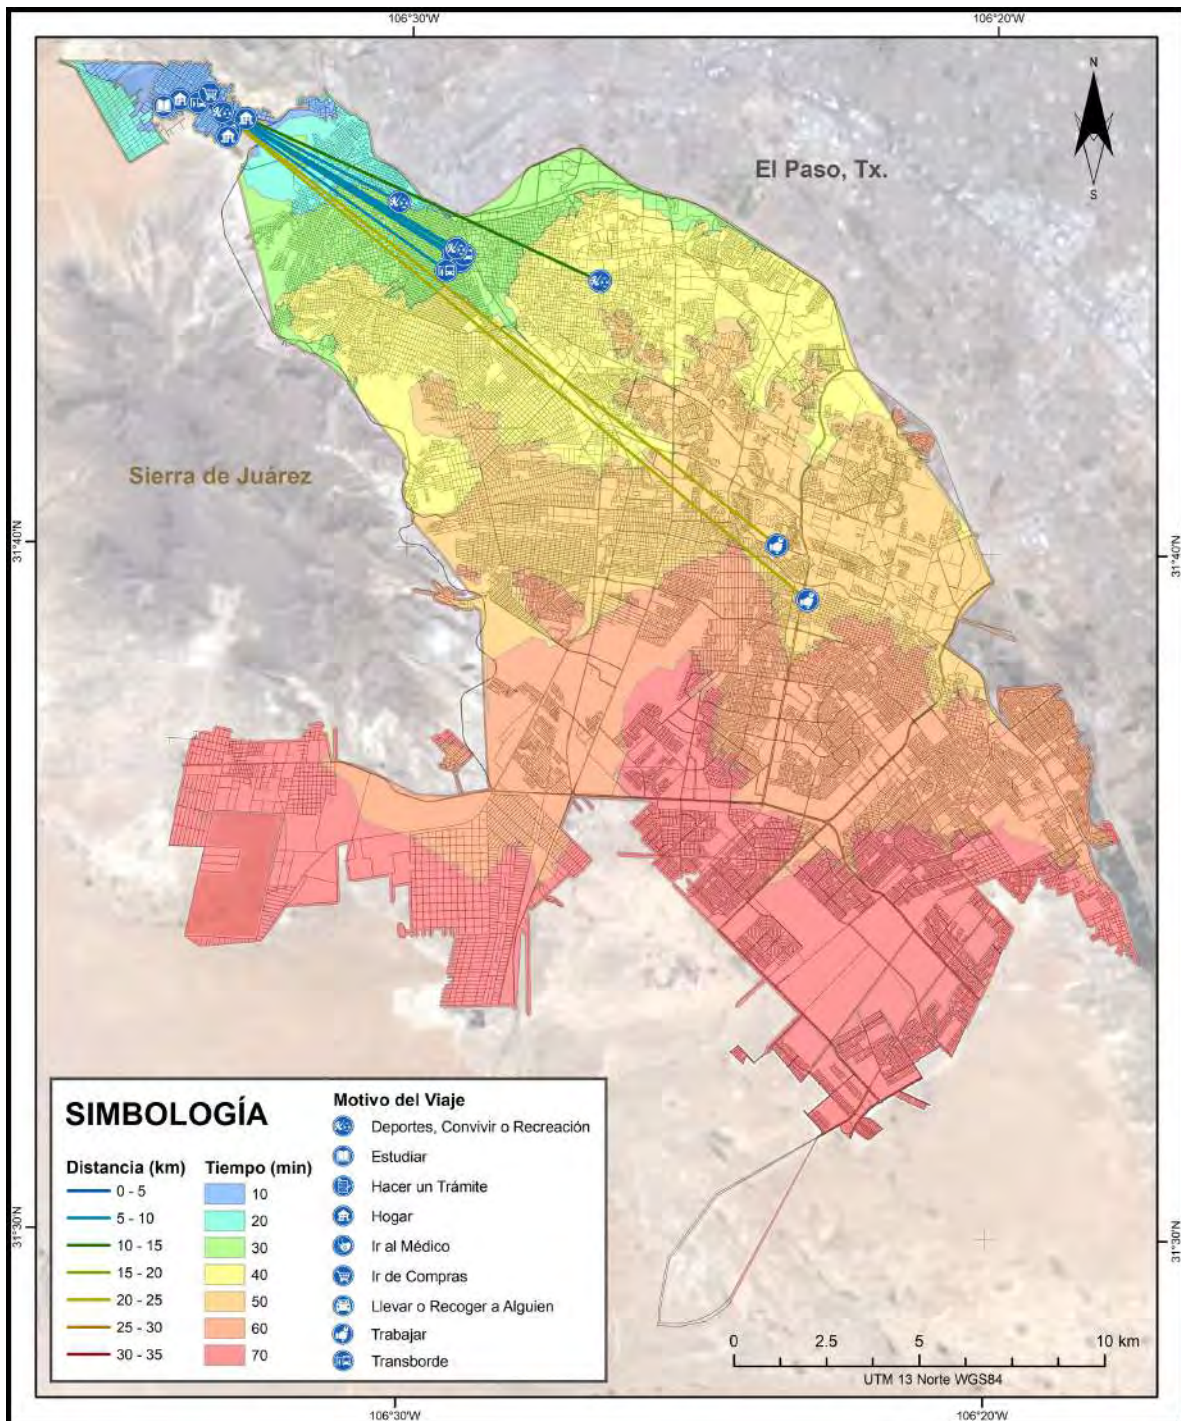 106°30'W
106°20'W
N
El Paso, Tx.
S
Sierra de Juárez
31°40'N
31°40'N
SIMBOLOGÍA
Distancia (km)
0 - 5
5 - 10
10 - 15
15 - 20
20 - 25
25 - 30
30 - 35
Tiempo (min)
10
20
30
40
50
60
70
Motivo del Viaje
Deportes, Convivir o Recreación
Estudiar
Hacer un Trámite
Hogar
Ir al Médico
Ir de Compras
Llevar o Recoger a Alguien
Trabajar
Transborde
31°30'N
31°30'N
0 2.5 5 10 km
UTM 13 Norte WGS84
106°30'W
106°20'W